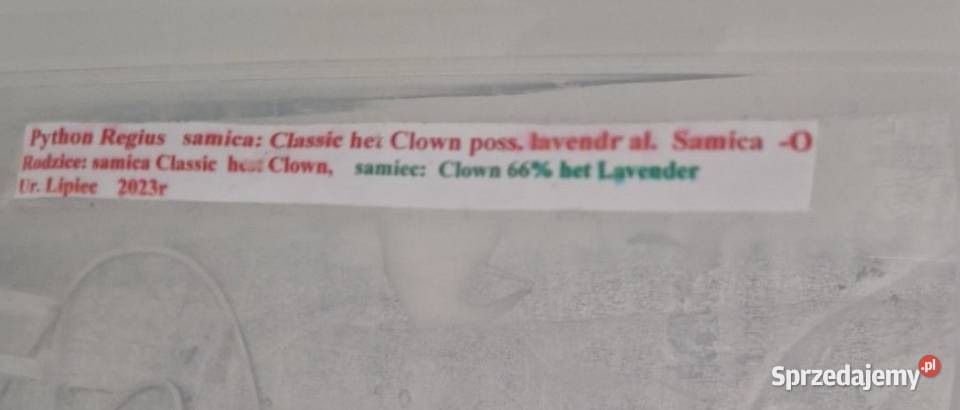 Python Regius samica: Classic het Clown poss. lavendr al. Samica -O
Rodzice: samica Classic het Clown, samiec: Clown 66% het Lavender
Ur. Lipiec 2023r
Sprzedajemy.pl